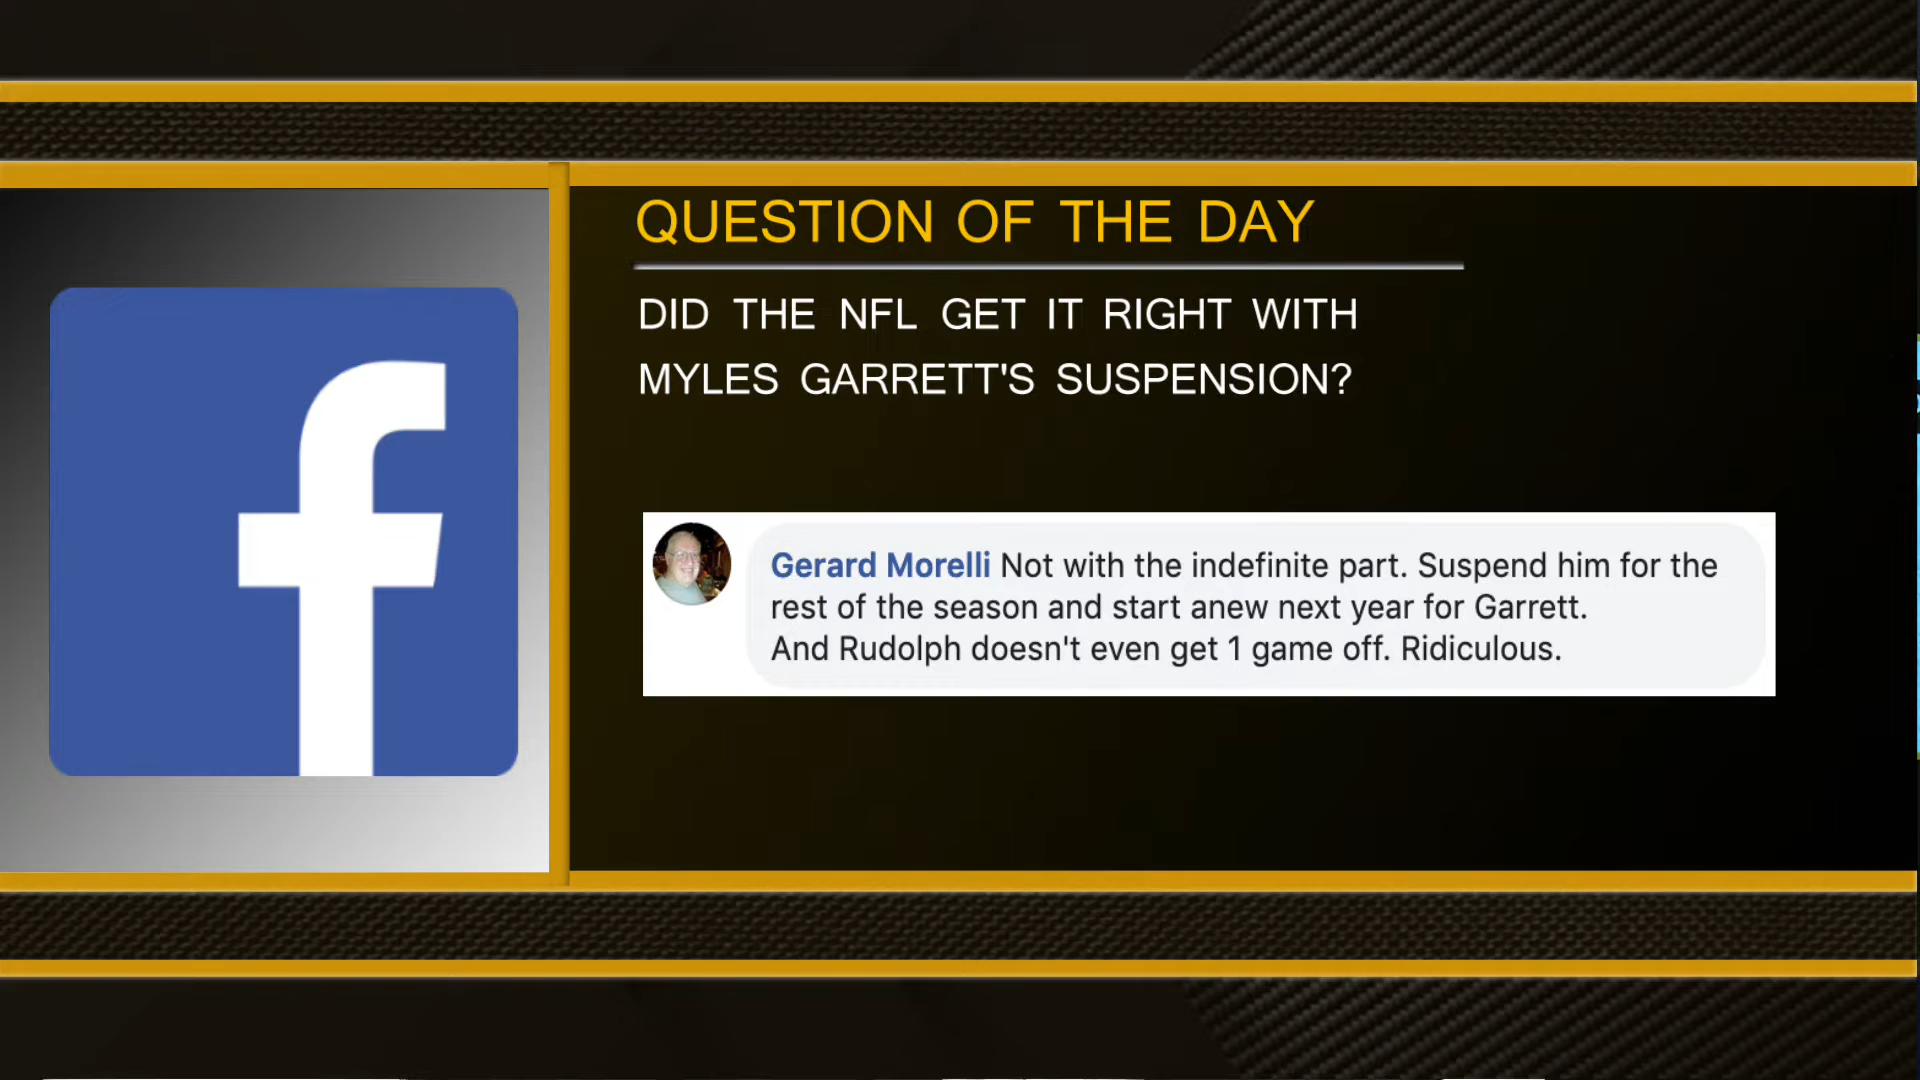 QUESTION OF THE DAY
DID THE NFL GET IT RIGHT WITH
MYLES GARRETT'S SUSPENSION?
Gerard Morelli Not with the indefinite part. Suspend him for the
rest of the season and start anew next year for Garrett.
And Rudolph doesn't even get 1 game off. Ridiculous.